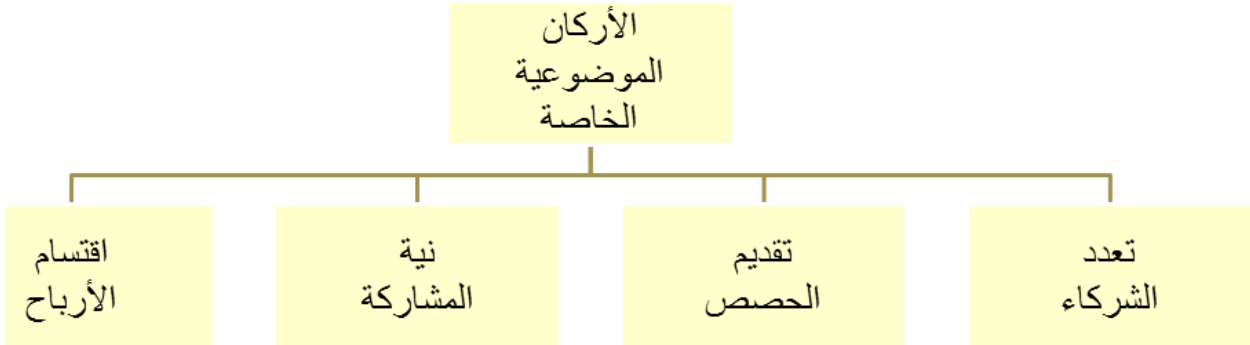 الأركان
الموضوعية
الخاصة
تعدد
الشركاء
تقديم
الحصص
نية
المشاركة
اقتسام
الأرباح